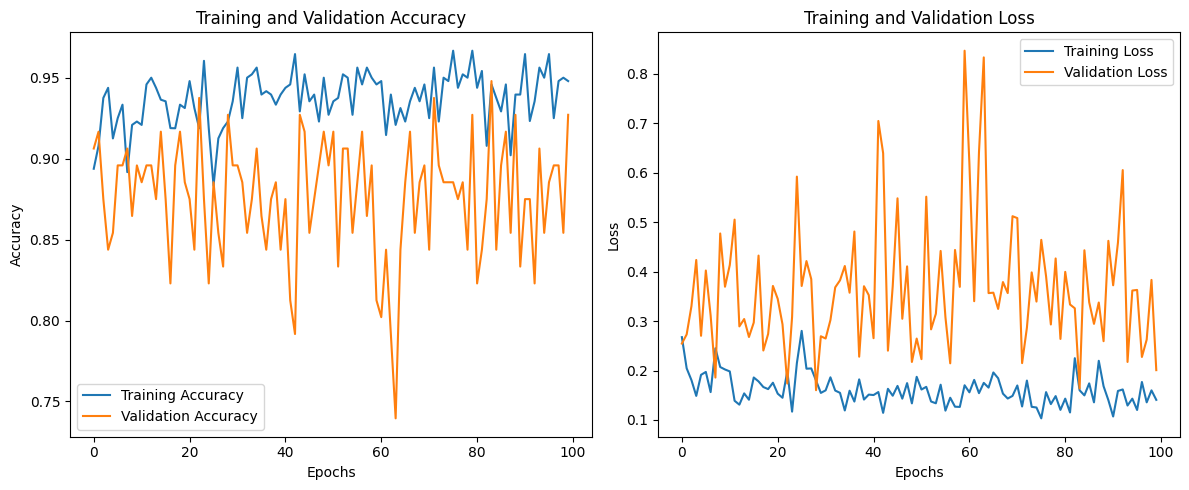 Training and Validation Accuracy
Accuracy
0.95
0.90
0.85
0.80
0.75
Training Accuracy
Validation Accuracy
0
20
40
60
80
100
Epochs
Training and Validation Loss
Loss
0.8
0.7
0.6
0.5
0.4
0.3
0.2
0.1
Training Loss
Validation Loss
0
20
40
60
80
100
Epochs